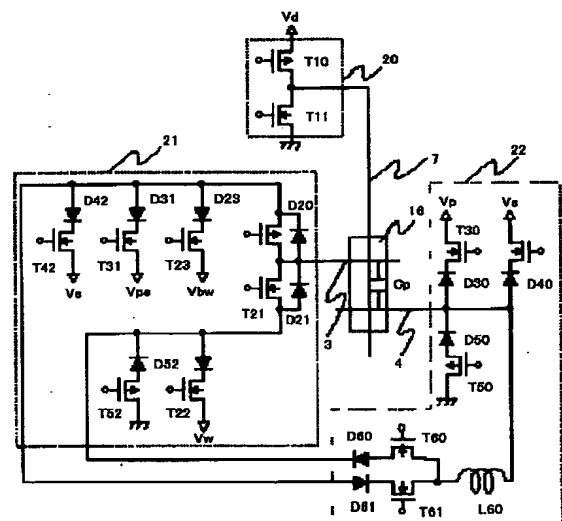 Vd
T10
20
T11
21
7
22
D42
D31
D23
D20
16
Vp
Vs
T30
T42
T31
T23
D30
D40
Cp
Vs
Vpe
Vbw
T21
D21
3
4
D50
D52
T50
T52
T22
Vw
D60
T60
D61
T61
L60